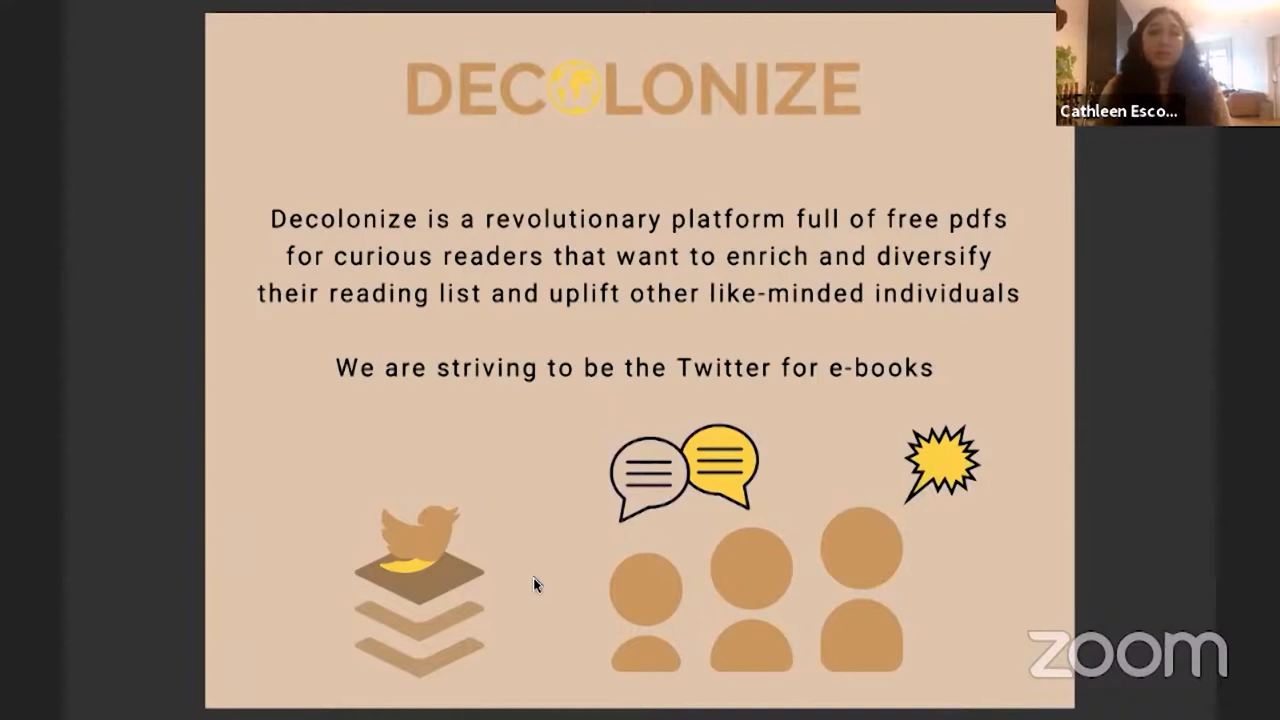 DECOLONIZE
Cathleen Esco...
Decolonize is a revolutionary platform full of free pdfs
for curious readers that want to enrich and diversify
their reading list and uplift other like-minded individuals
We are striving to be the Twitter for e-books
zoom